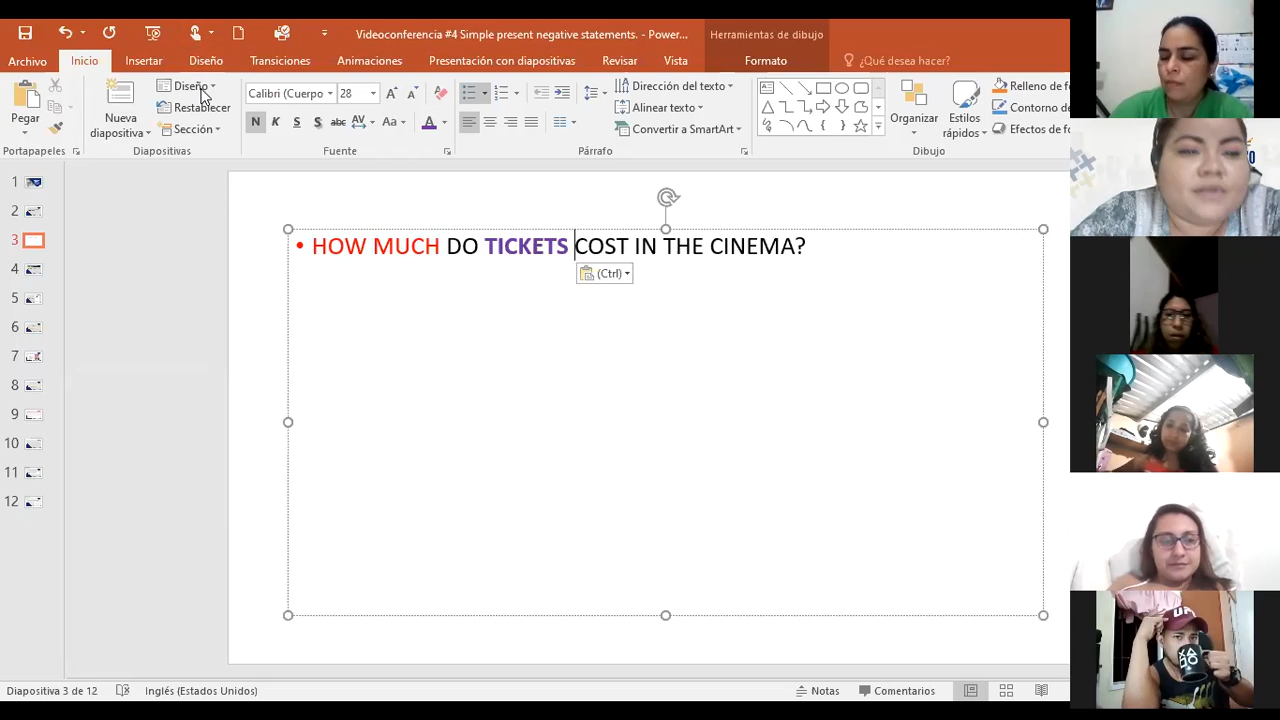 Videoconferencia #4 Simple present negative statements. - Power...
Herramientas de dibujo
Archivo
Inicio
Insertar
Diseño
Transiciones
Animaciones
Presentación con diapositivas
Revisar
Vista
Formato
¿Qué desea hacer?
Pegar
Portapapeles
Nueva
diapositiva
Diseño
Restablecer
Sección
Diapositivas
Calibri (Cuerpo
28
N K S S abc AV Aa A
Fuente
Dirección del texto
Alinear texto
Convertir a SmartArt
Párrafo
Organizar
Estilos
rápidos
Relleno de f
Contorno de
Efectos de fo
Dibujo
1
2
3
4
5
6
7
8
9
10
11
12
• HOW MUCH DO TICKETS COST IN THE CINEMA?
(Ctrl)
Diapositiva 3 de 12
Inglés (Estados Unidos)
Notas
Comentarios